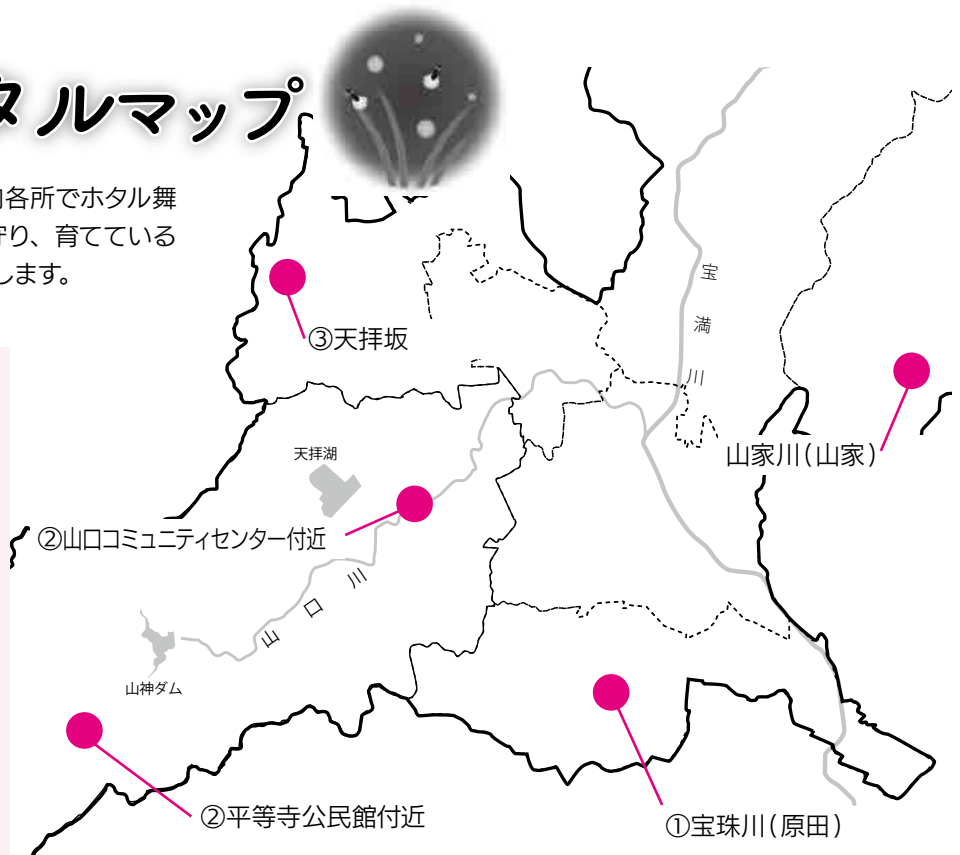 タルマップ
各所でホタル舞
守り、育てている
します。
③天拝坂
宝満川
山家川(山家)
天拝湖
②山口コミュニティセンター付近
山口川
山神ダム
②平等寺公民館付近
①宝珠川(原田)